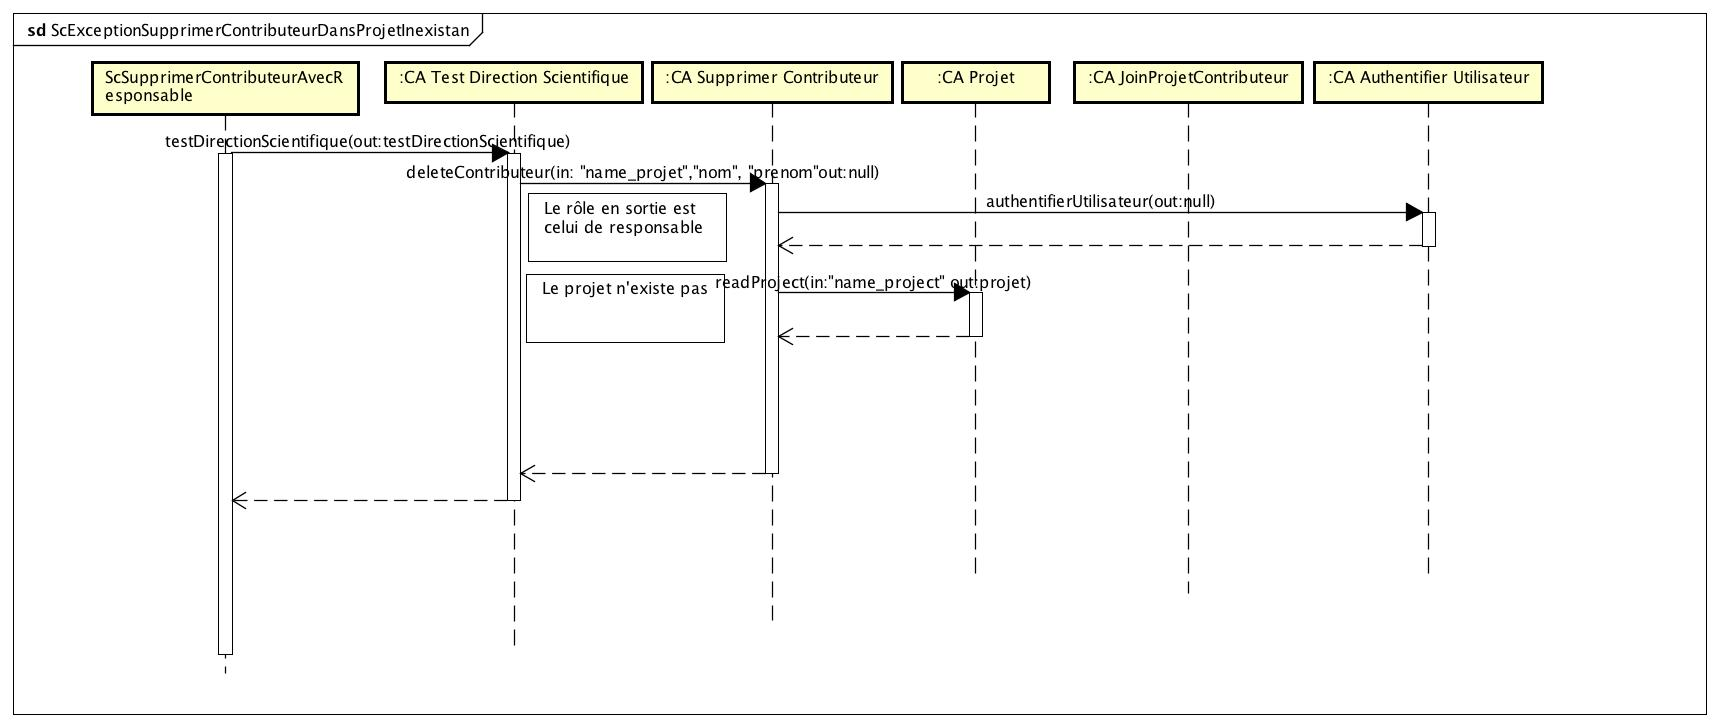 sd ScExceptionSupprimerContributeurDansProjetInexistan
ScSupprimerContributeurAvecR
esponsable
:CA Test Direction Scientifique
:CA Supprimer Contributeur
:CA Projet
:CA JoinProjetContributeur
:CA Authentifier Utilisateur
testDirectionScientifique(out:testDirectionScientifique)
deleteContributeur(in: "name_projet","nom", "prenom"out:null)
Le rôle en sortie est
celui de responsable
authentifierUtilisateur(out:null)
Le projet n'existe pas
readProject(in:"name_project" out:projet)